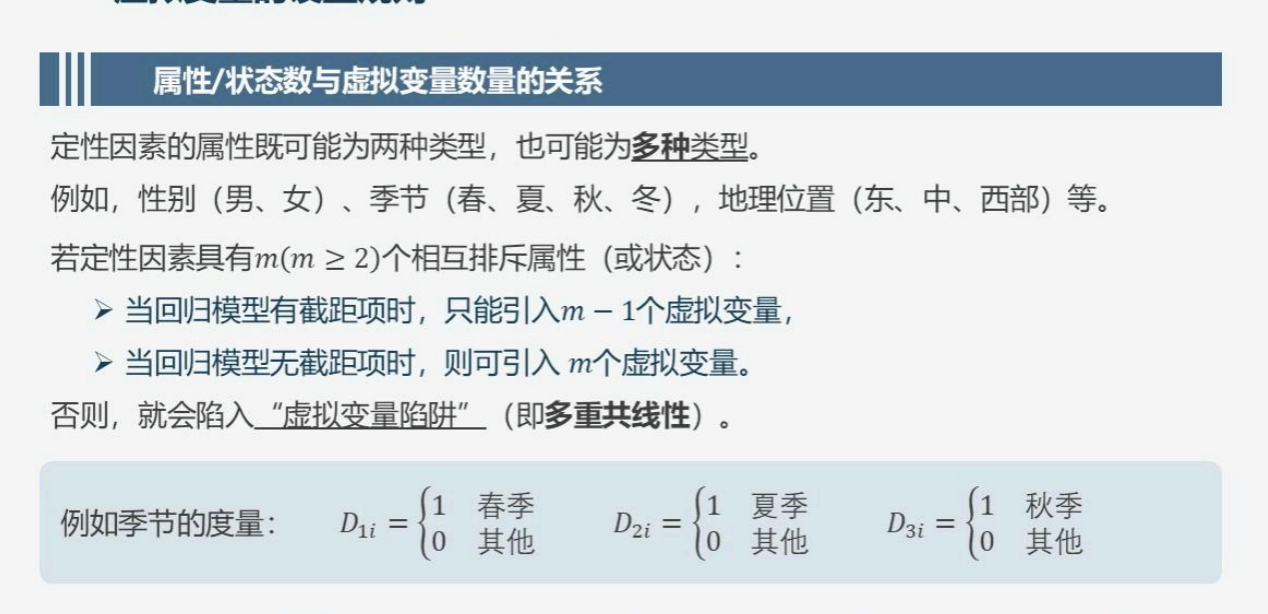 属性/状态数与虚拟变量数量的关系
定性因素的属性既可能为两种类型，也可能为多种类型。
例如，性别（男、女）、季节（春、夏、秋、冬），地理位置（东、中、西部）等。
若定性因素具有m(m ≥ 2)个相互排斥属性（或状态）：
➢ 当回归模型有截距项时，只能引入m − 1个虚拟变量，
➢ 当回归模型无截距项时，则可引入 m个虚拟变量。
否则，就会陷入“虚拟变量陷阱”（即多重共线性）。
例如季节的度量： D₁ᵢ = {1 春季 0 其他 D₂ᵢ = {1 夏季 0 其他 D₃ᵢ = {1 秋季 0 其他